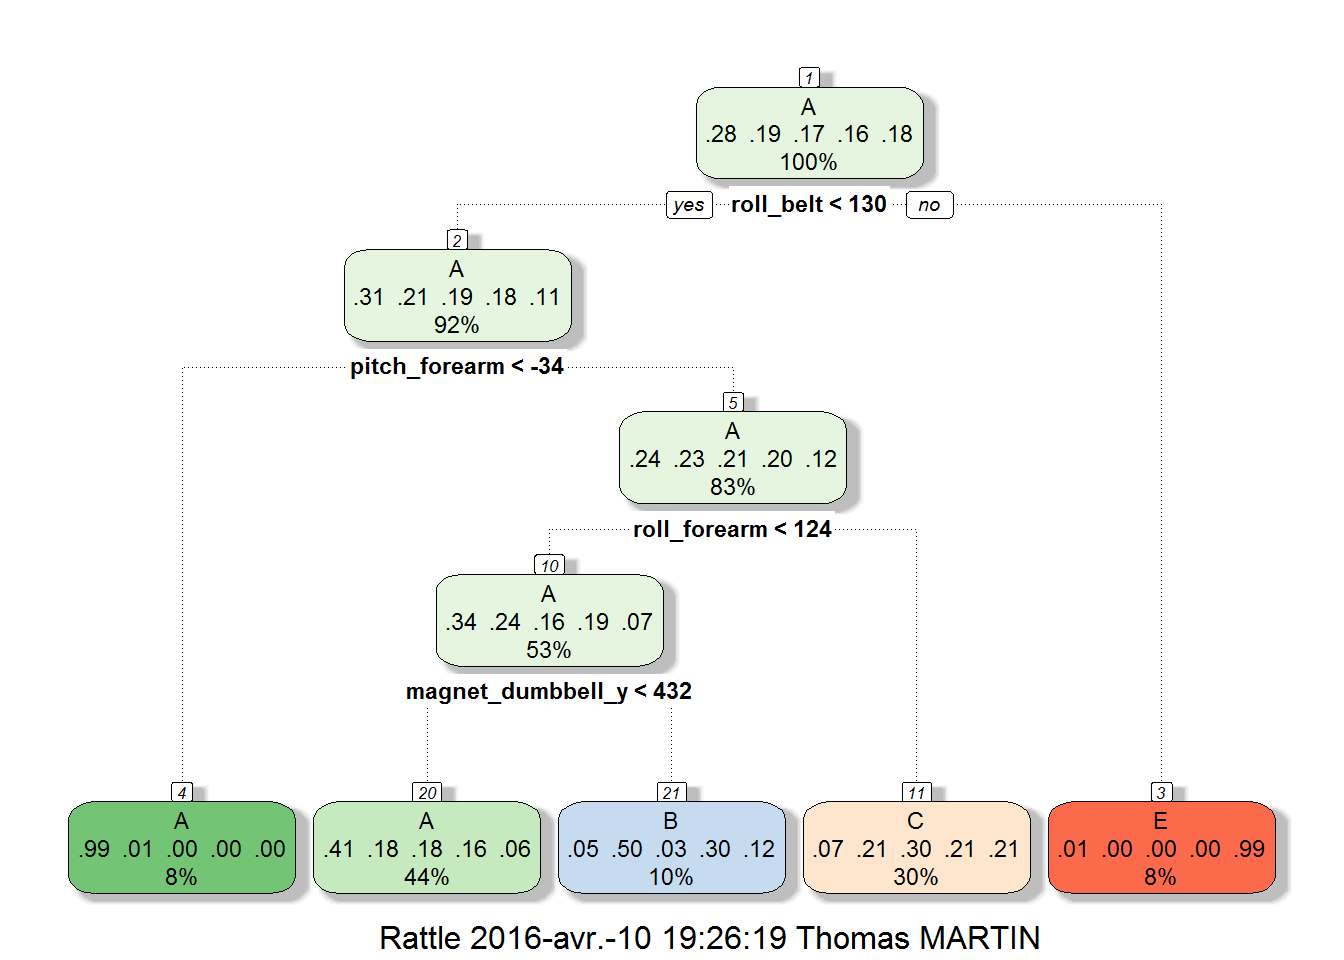 1
A
.28 .19 .17 .16 .18
100%
yes roll_belt < 130 no
2
A
.31 .21 .19 .18 .11
92%
pitch_forearm < -34
5
A
.24 .23 .21 .20 .12
83%
roll_forearm < 124
10
A
.34 .24 .16 .19 .07
53%
magnet_dumbbell_y < 432
4
A
.99 .01 .00 .00 .00
8%
20
A
.41 .18 .18 .16 .06
44%
21
B
.05 .50 .03 .30 .12
10%
11
C
.07 .21 .30 .21 .21
30%
3
E
.01 .00 .00 .00 .99
8%
Rattle 2016-avr.-10 19:26:19 Thomas MARTIN